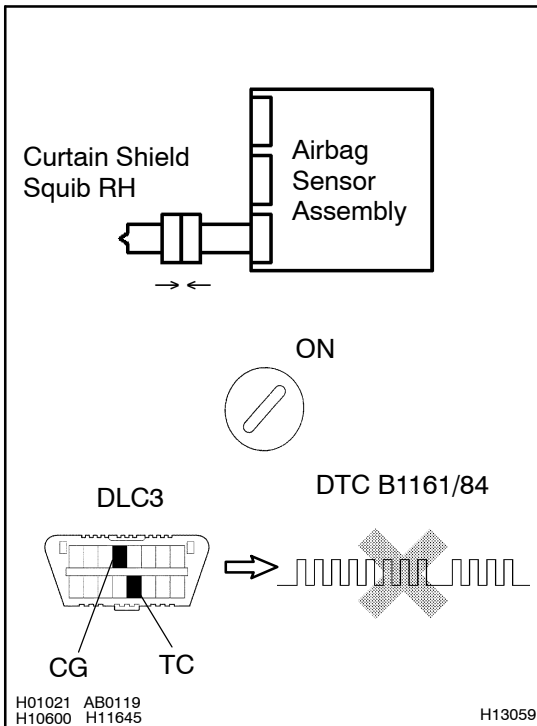 Curtain Shield
Squib RH
Airbag
Sensor
Assembly
ON
DLC3
DTC B1161/84
CG
TC
H01021 AB0119
H10600 H11645
H13059